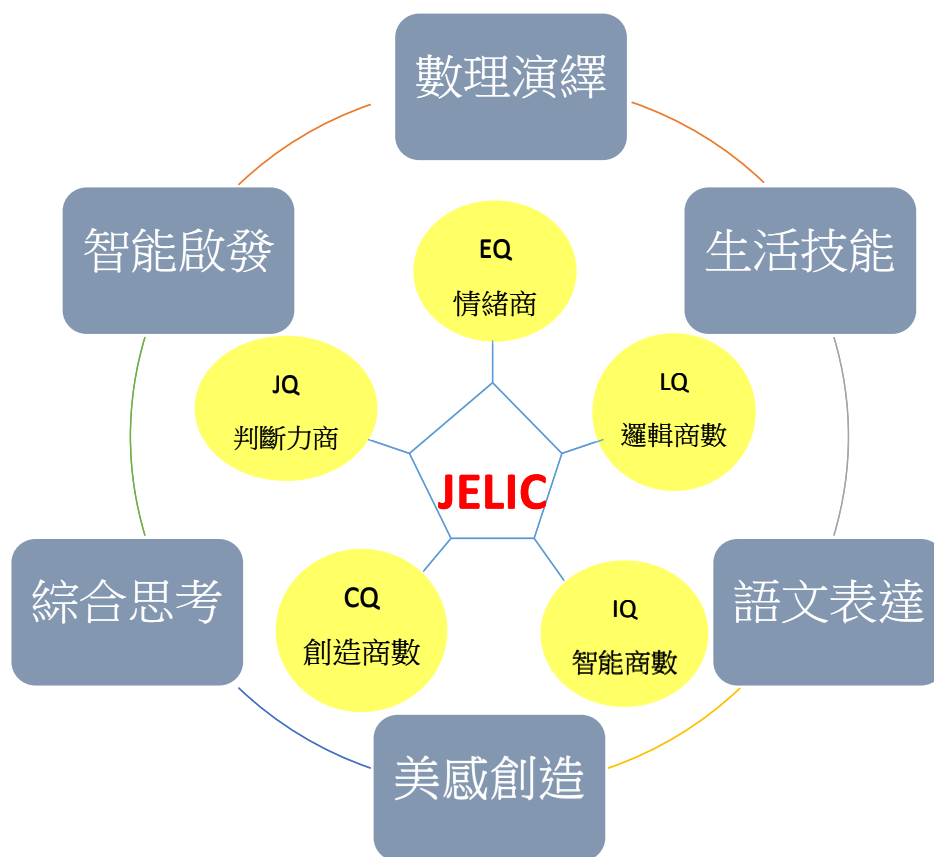 數理演繹
智能啟發
生活技能
EQ
情緒商
JQ
判斷力商
LQ
邏輯商數
JELIC
綜合思考
CQ
創造商數
IQ
智能商數
語文表達
美感創造